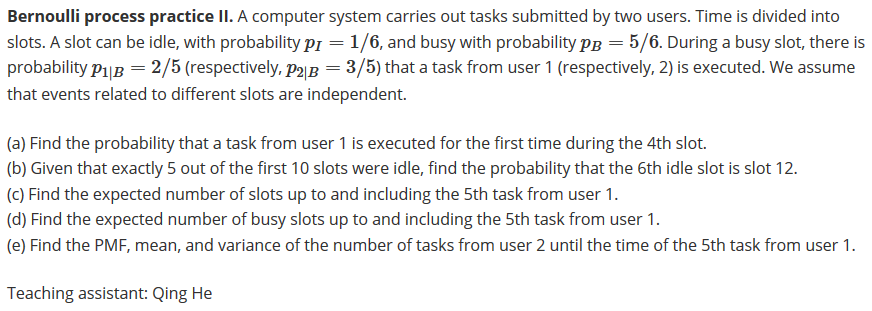 Bernoulli process practice II. A computer system carries out tasks submitted by two users. Time is divided into
slots. A slot can be idle, with probability p_I = 1/6, and busy with probability p_B = 5/6. During a busy slot, there is
probability p_{1|B} = 2/5 (respectively, p_{2|B} = 3/5) that a task from user 1 (respectively, 2) is executed. We assume
that events related to different slots are independent.
(a) Find the probability that a task from user 1 is executed for the first time during the 4th slot.
(b) Given that exactly 5 out of the first 10 slots were idle, find the probability that the 6th idle slot is slot 12.
(c) Find the expected number of slots up to and including the 5th task from user 1.
(d) Find the expected number of busy slots up to and including the 5th task from user 1.
(e) Find the PMF, mean, and variance of the number of tasks from user 2 until the time of the 5th task from user 1.
Teaching assistant: Qing He